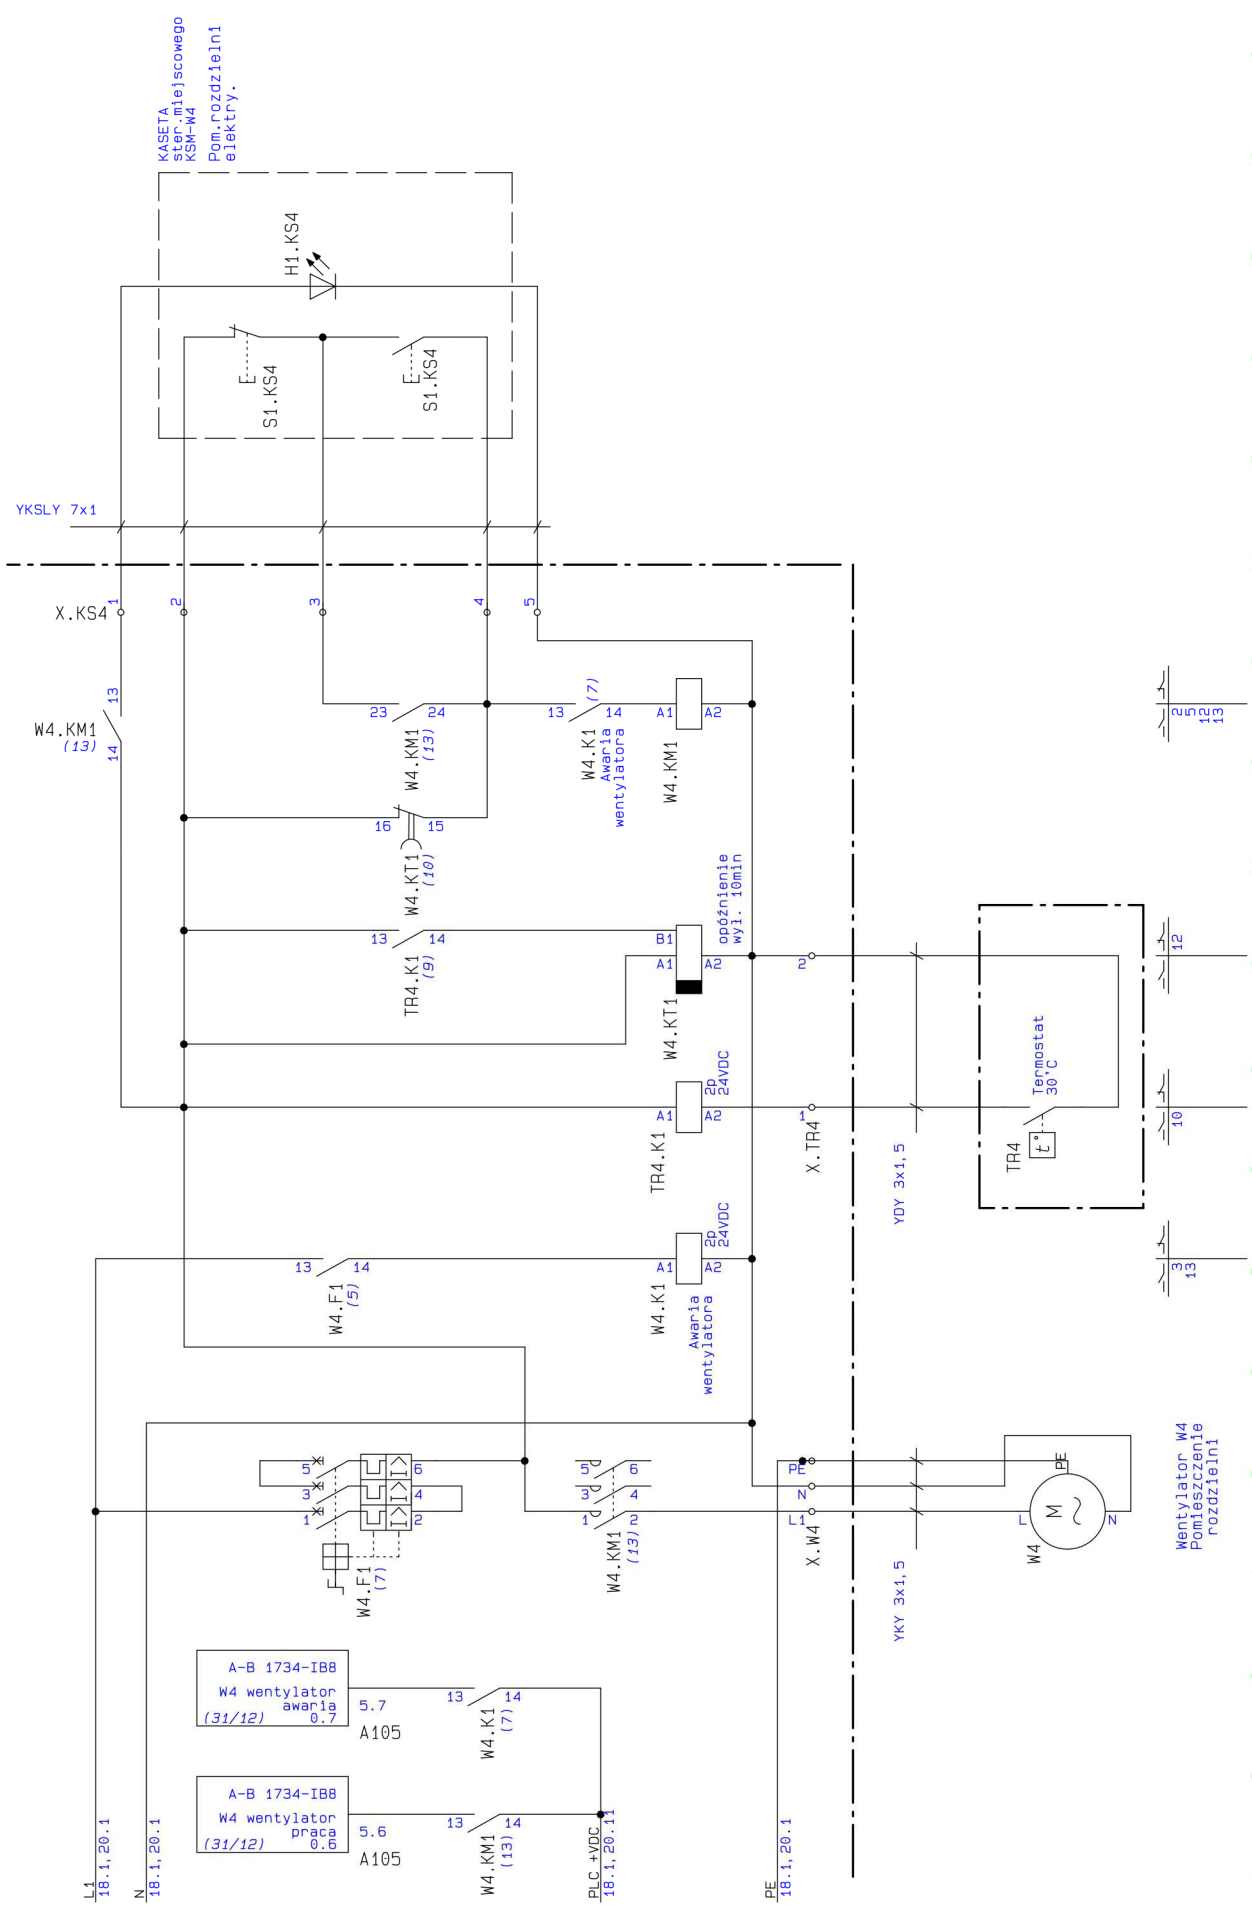 KASETA
ster.miejscowego
KSM-W4
Pom.rozdzielni
elektry.
H1.KS4
S1.KS4
S1.KS4
YKSLY 7x1
X.KS4
1
2
3
4
5
W4.KM1
(13)
13
14
23
24
W4.KM1
(13)
13
14
(7)
W4.K1
Awaria
wentylatora
A1
A2
W4.KM1
2
5
12
13
16
15
W4.KT1
(10)
13
14
TR4.K1
(9)
B1
A1
A2
W4.KT1
opóźnienie
wył. 10min
2
12
A1
A2
2p
24VDC
TR4.K1
1
X.TR4
YDY 3x1,5
TR4
t°
Termostat
30'C
10
13
14
W4.F1
(5)
A1
A2
2p
24VDC
W4.K1
Awaria
wentylatora
3
13
5
3
1
6
4
2
W4.F1
(7)
5
3
1
6
4
2
W4.KM1
(13)
PE
N
L1
X.W4
YKY 3x1,5
PE
L
N
M
W4
Wentylator W4
Pomieszczenie
rozdzielni
A-B 1734-IB8
W4 wentylator
awaria
(31/12) 0.7
5.7
A105
13
14
W4.K1
(7)
A-B 1734-IB8
W4 wentylator
praca
(31/12) 0.6
5.6
A105
13
14
W4.KM1
(13)
L1
18.1,20.1
N
18.1,20.1
PLC +VDC
18.1,20.11
PE
18.1,20.1